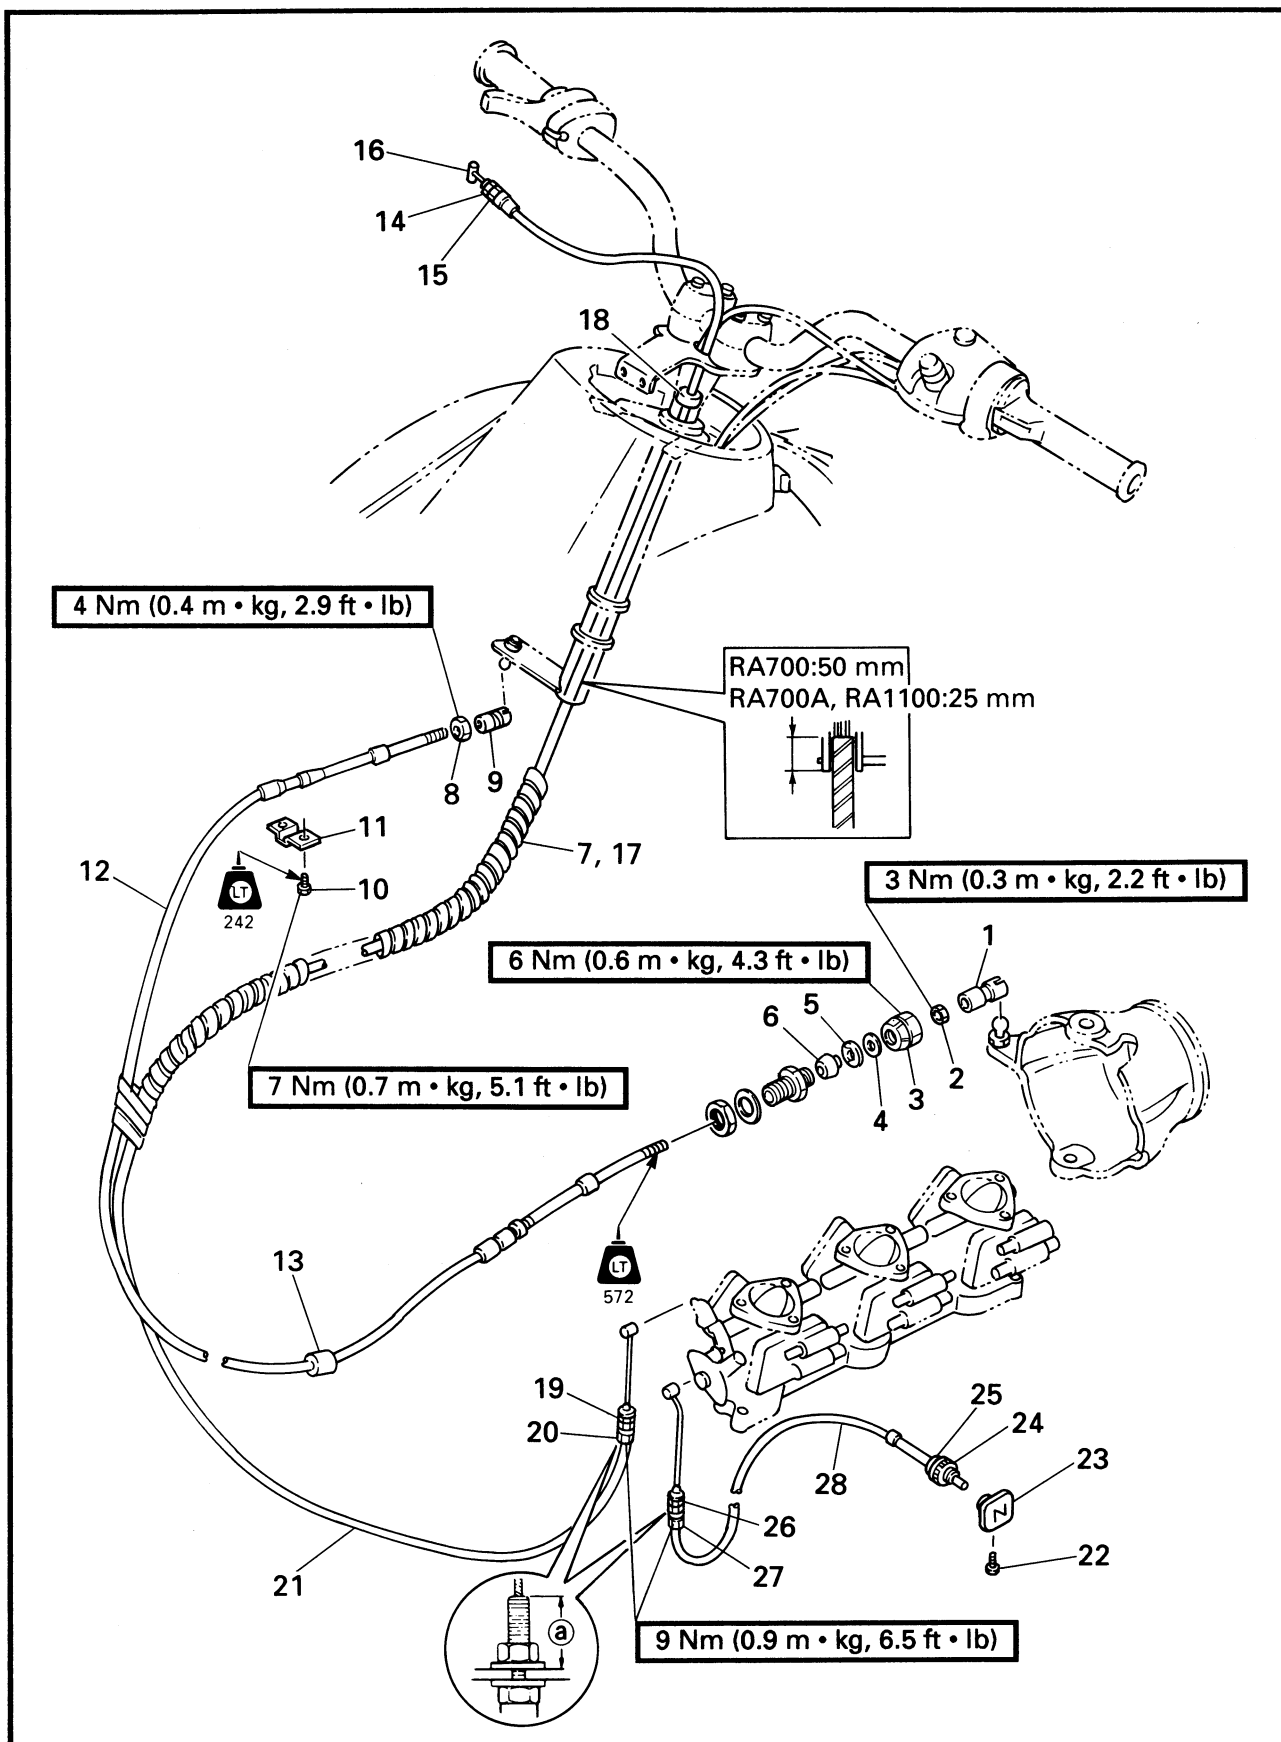 16
14
15
18
4 Nm (0.4 m • kg, 2.9 ft • lb)
RA700:50 mm
RA700A, RA1100:25 mm
8
9
11
7, 17
12
LT
242
10
3 Nm (0.3 m • kg, 2.2 ft • lb)
1
6 Nm (0.6 m • kg, 4.3 ft • lb)
5
6
2
3
4
7 Nm (0.7 m • kg, 5.1 ft • lb)
13
LT
572
19
20
25
24
23
28
26
27
22
21
a
N
9 Nm (0.9 m • kg, 6.5 ft • lb)